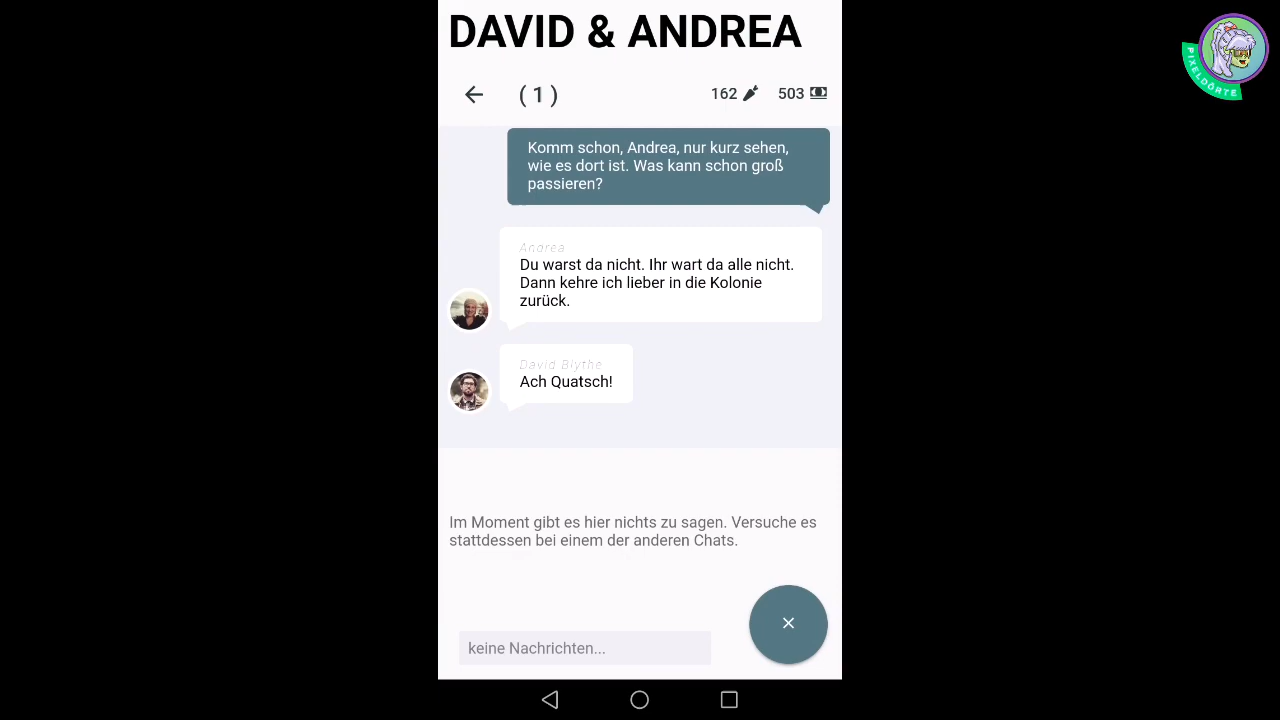 DAVID & ANDREA
( 1 )
162
503
Komm schon, Andrea, nur kurz sehen,
wie es dort ist. Was kann schon groß
passieren?
Andrea
Du warst da nicht. Ihr wart da alle nicht.
Dann kehre ich lieber in die Kolonie
zurück.
David Blythe
Ach Quatsch!
Im Moment gibt es hier nichts zu sagen. Versuche es
stattdessen bei einem der anderen Chats.
keine Nachrichten...
PIXELDÖRTE